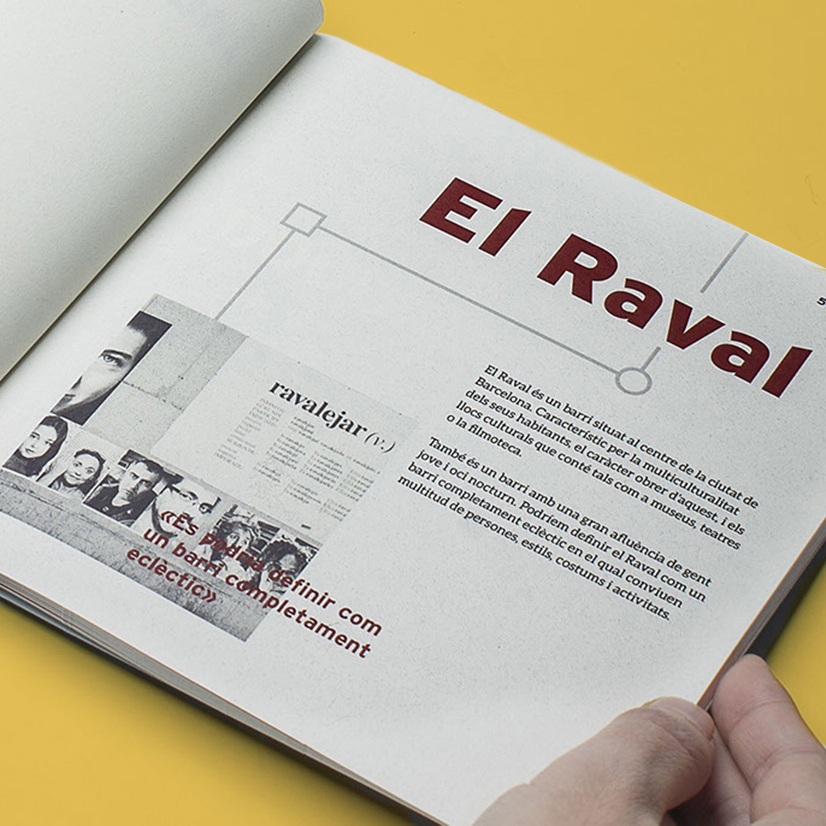 El Raval
5
El Raval és un barri situat al centre de la ciutat de
Barcelona. Característic per la multiculturalitat
dels seus habitants, el caràcter obrer d'aquest, i els
llocs culturals que conté tals com a museus, teatres
o la filmoteca.
També és un barri amb una gran afluència de gent
jove i oci nocturn. Podríem definir el Raval com un
barri completament eclèctic en el qual conviuen
multitud de persones, estils, costums i activitats.
ravalejar (v.)
«Es podria definir com
un barri completament
eclèctic»